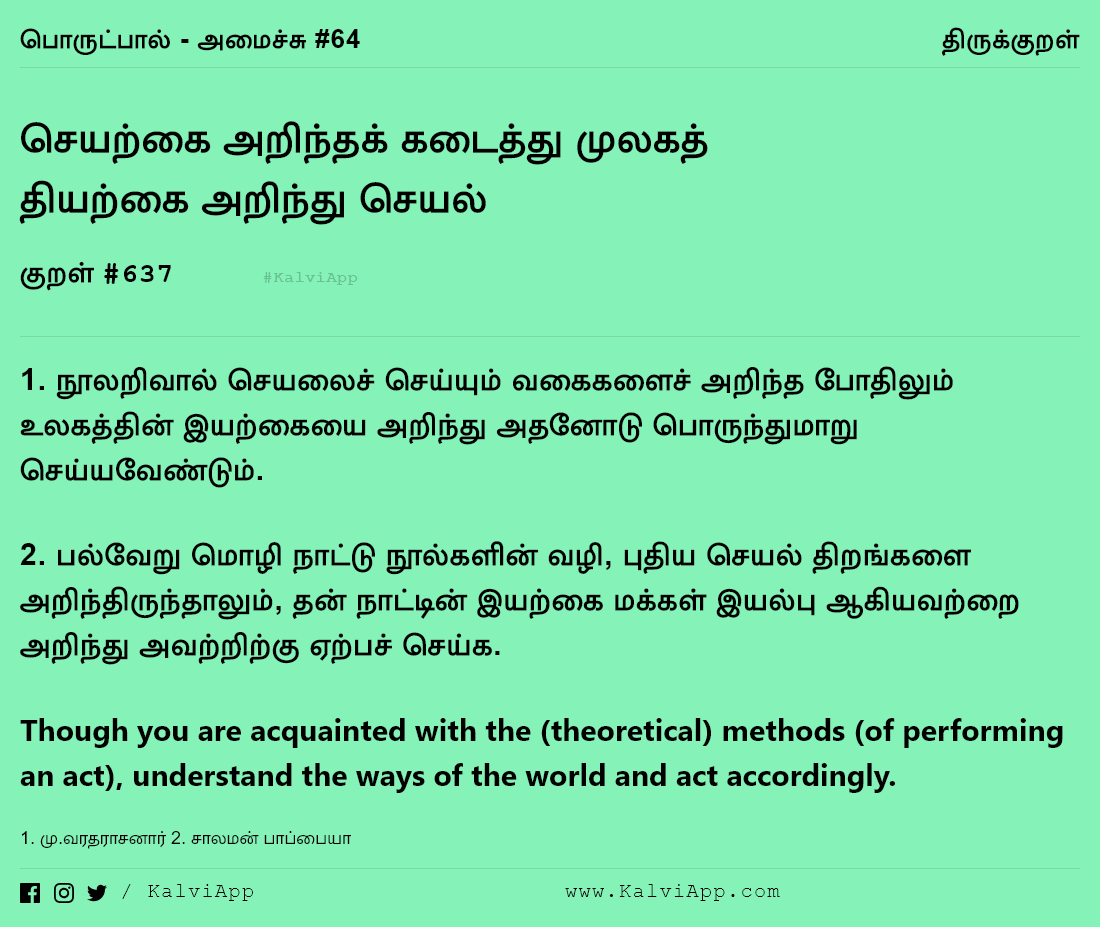 பொருட்பால் - அமைச்சு #64
திருக்குறள்
செயற்கை அறிந்தக் கடைத்து முலகத்
தியற்கை அறிந்து செயல்
குறள் #637
#KalviApp
1. நூலறிவால் செயலைச் செய்யும் வகைகளைச் அறிந்த போதிலும்
உலகத்தின் இயற்கையை அறிந்து அதனோடு பொருந்துமாறு
செய்யவேண்டும்.
2. பல்வேறு மொழி நாட்டு நூல்களின் வழி, புதிய செயல் திறங்களை
அறிந்திருந்தாலும், தன் நாட்டின் இயற்கை மக்கள் இயல்பு ஆகியவற்றை
அறிந்து அவற்றிற்கு ஏற்பச் செய்க.
Though you are acquainted with the (theoretical) methods (of performing
an act), understand the ways of the world and act accordingly.
1. மு.வரதராசனார் 2. சாலமன் பாப்பையா
/ KalviApp
www.KalviApp.com